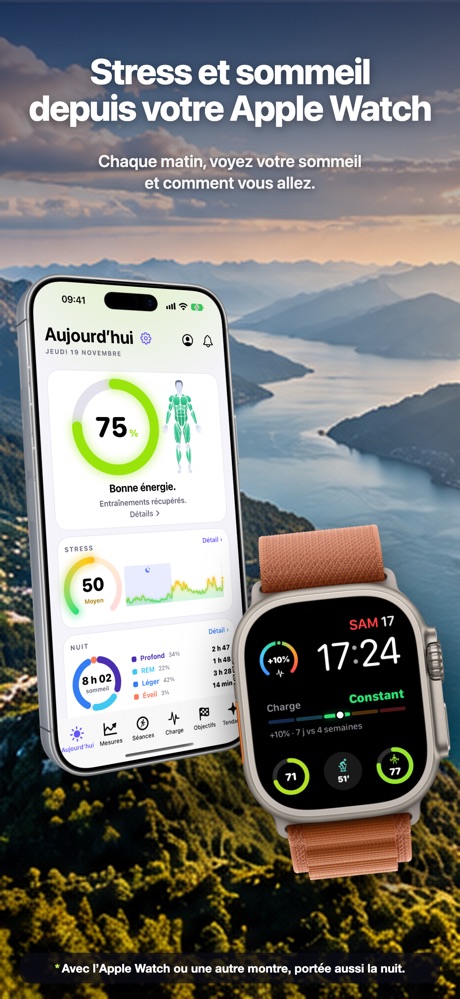 Stress et sommeil
depuis votre Apple Watch
Chaque matin, voyez votre sommeil
et comment vous allez.
09:41
Aujourd'hui
JEUDI 19 NOVEMBRE
75 %
Bonne énergie.
Entraînements récupérés.
Détails >
STRESS
Détail ›
50
Moyen
NUIT
Détail ›
8 h 02
sommeil
Profond 34% 2 h 47
REM 22% 1 h 48
Léger 42% 3 h 28
Éveil 3% 14 min
Aujourd'hui
Mesures
Séances
Charge
Objectifs
SAM 17
17:24
+10%
Charge
Constant
+10% · 7 j vs 4 semaines
71
51'
77
* Avec l'Apple Watch ou une autre montre, portée aussi la nuit.